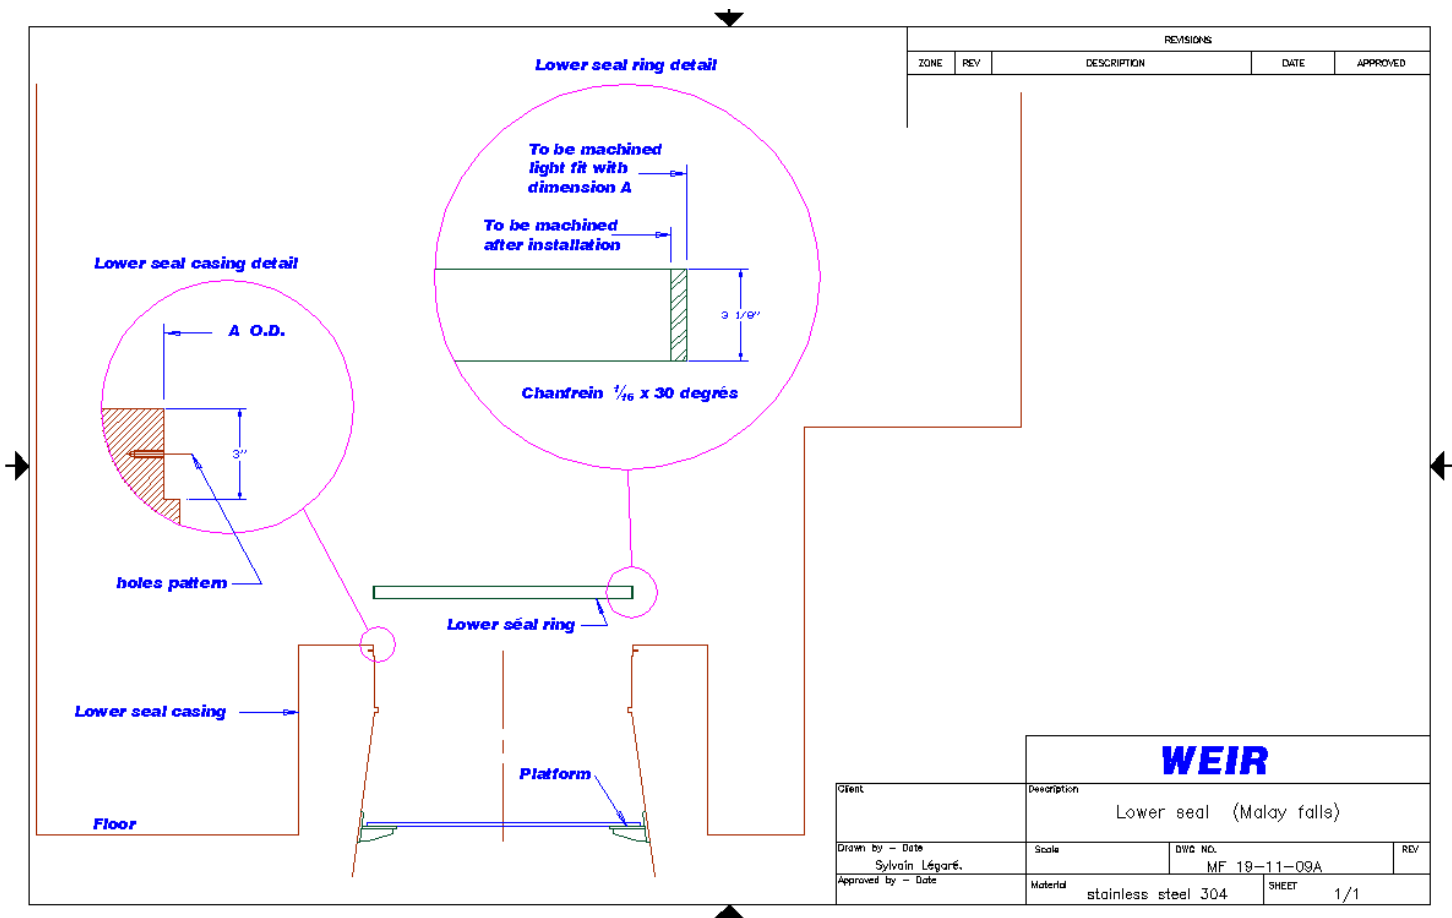 REVISIONS
ZONE REV DESCRIPTION DATE APPROVED
Lower seal ring detail
To be machined
light fit with
dimension A
To be machined
after installation
3 1/8"
Chanfrein 1/16 x 30 degrés
Lower seal casing detail
A O.D.
3"
holes pattern
Lower séal ring
Lower seal casing
Platform
Floor
WEIR
Client
Description
Lower seal (Malay falls)
Drawn by - Date
Sylvain Légaré.
Scale
DWG NO.
MF 19-11-09A
REV
Approved by - Date
Material
stainless steel 304
SHEET
1/1